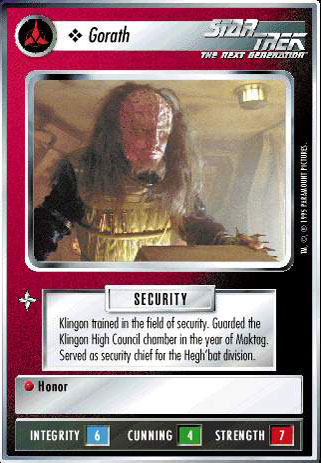 ❖ Gorath
STAR TREK
THE NEXT GENERATION
TM, ©, ® 1995 PARAMOUNT PICTURES.
SECURITY
Klingon trained in the field of security. Guarded the
Klingon High Council chamber in the year of Maktag.
Served as security chief for the Hegh'bat division.
Honor
INTEGRITY 6 CUNNING 4 STRENGTH 7